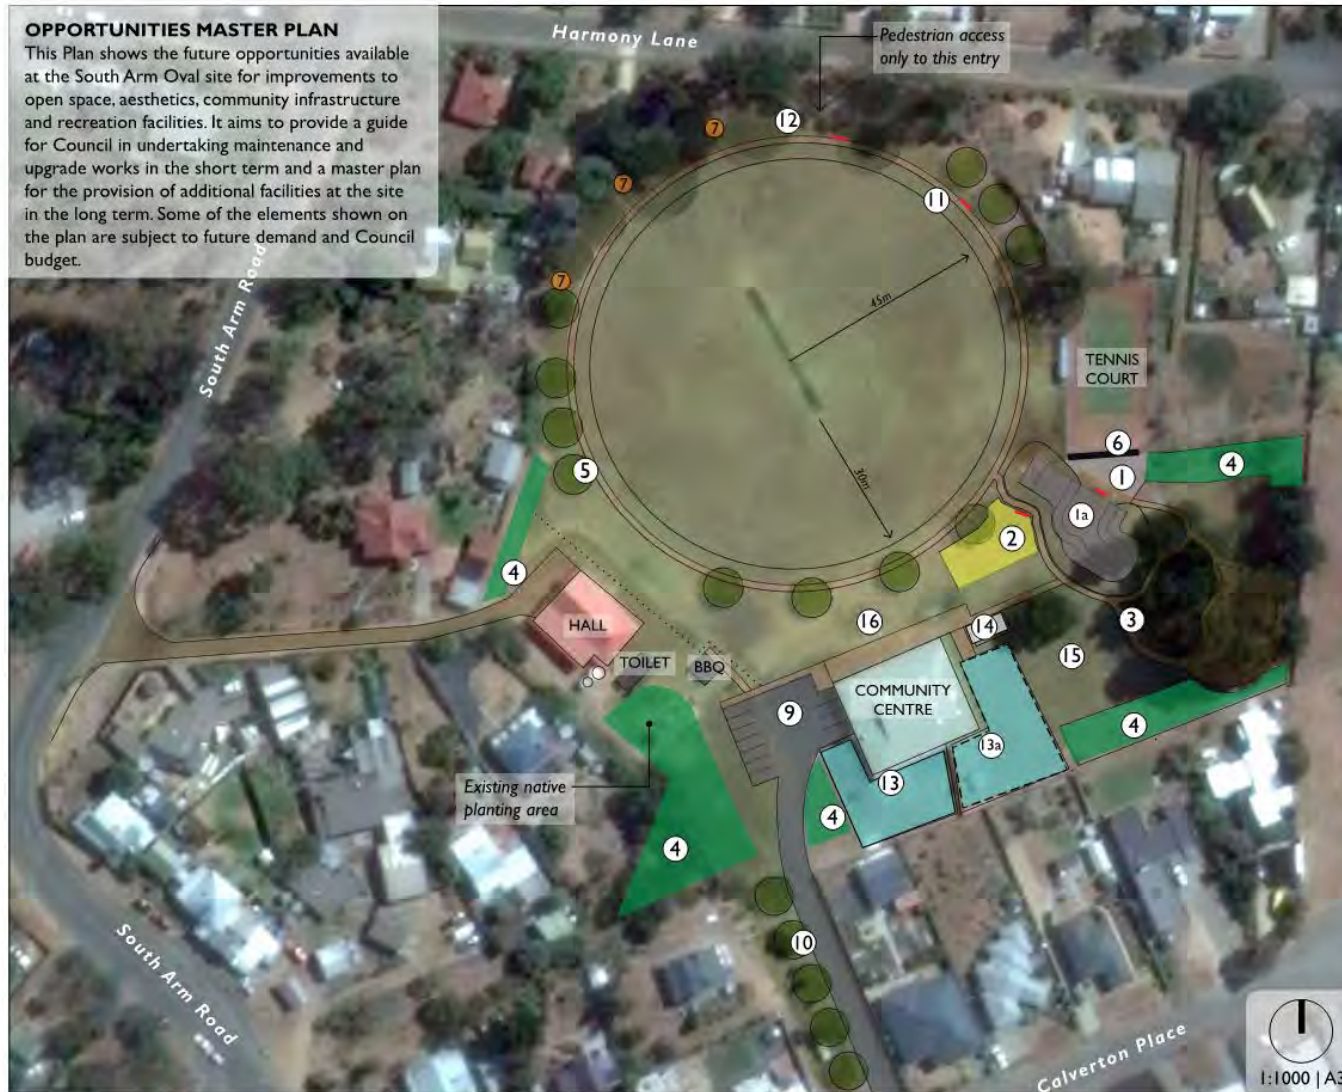 OPPORTUNITIES MASTER PLAN
This Plan shows the future opportunities available
at the South Arm Oval site for improvements to
open space, aesthetics, community infrastructure
and recreation facilities. It aims to provide a guide
for Council in undertaking maintenance and
upgrade works in the short term and a master plan
for the provision of additional facilities at the site
in the long term. Some of the elements shown on
the plan are subject to future demand and Council
budget.
Harmony Lane
Pedestrian access
only to this entry
12
7
7
11
7
45m
South Arm Road
TENNIS
COURT
6
1
4
5
30m
1a
2
4
3
HALL
16
14
15
TOILET
BBQ
COMMUNITY
CENTRE
9
4
13a
13
Existing native
planting area
4
4
10
South Arm Road
Calverton Place
1:1000 | A3